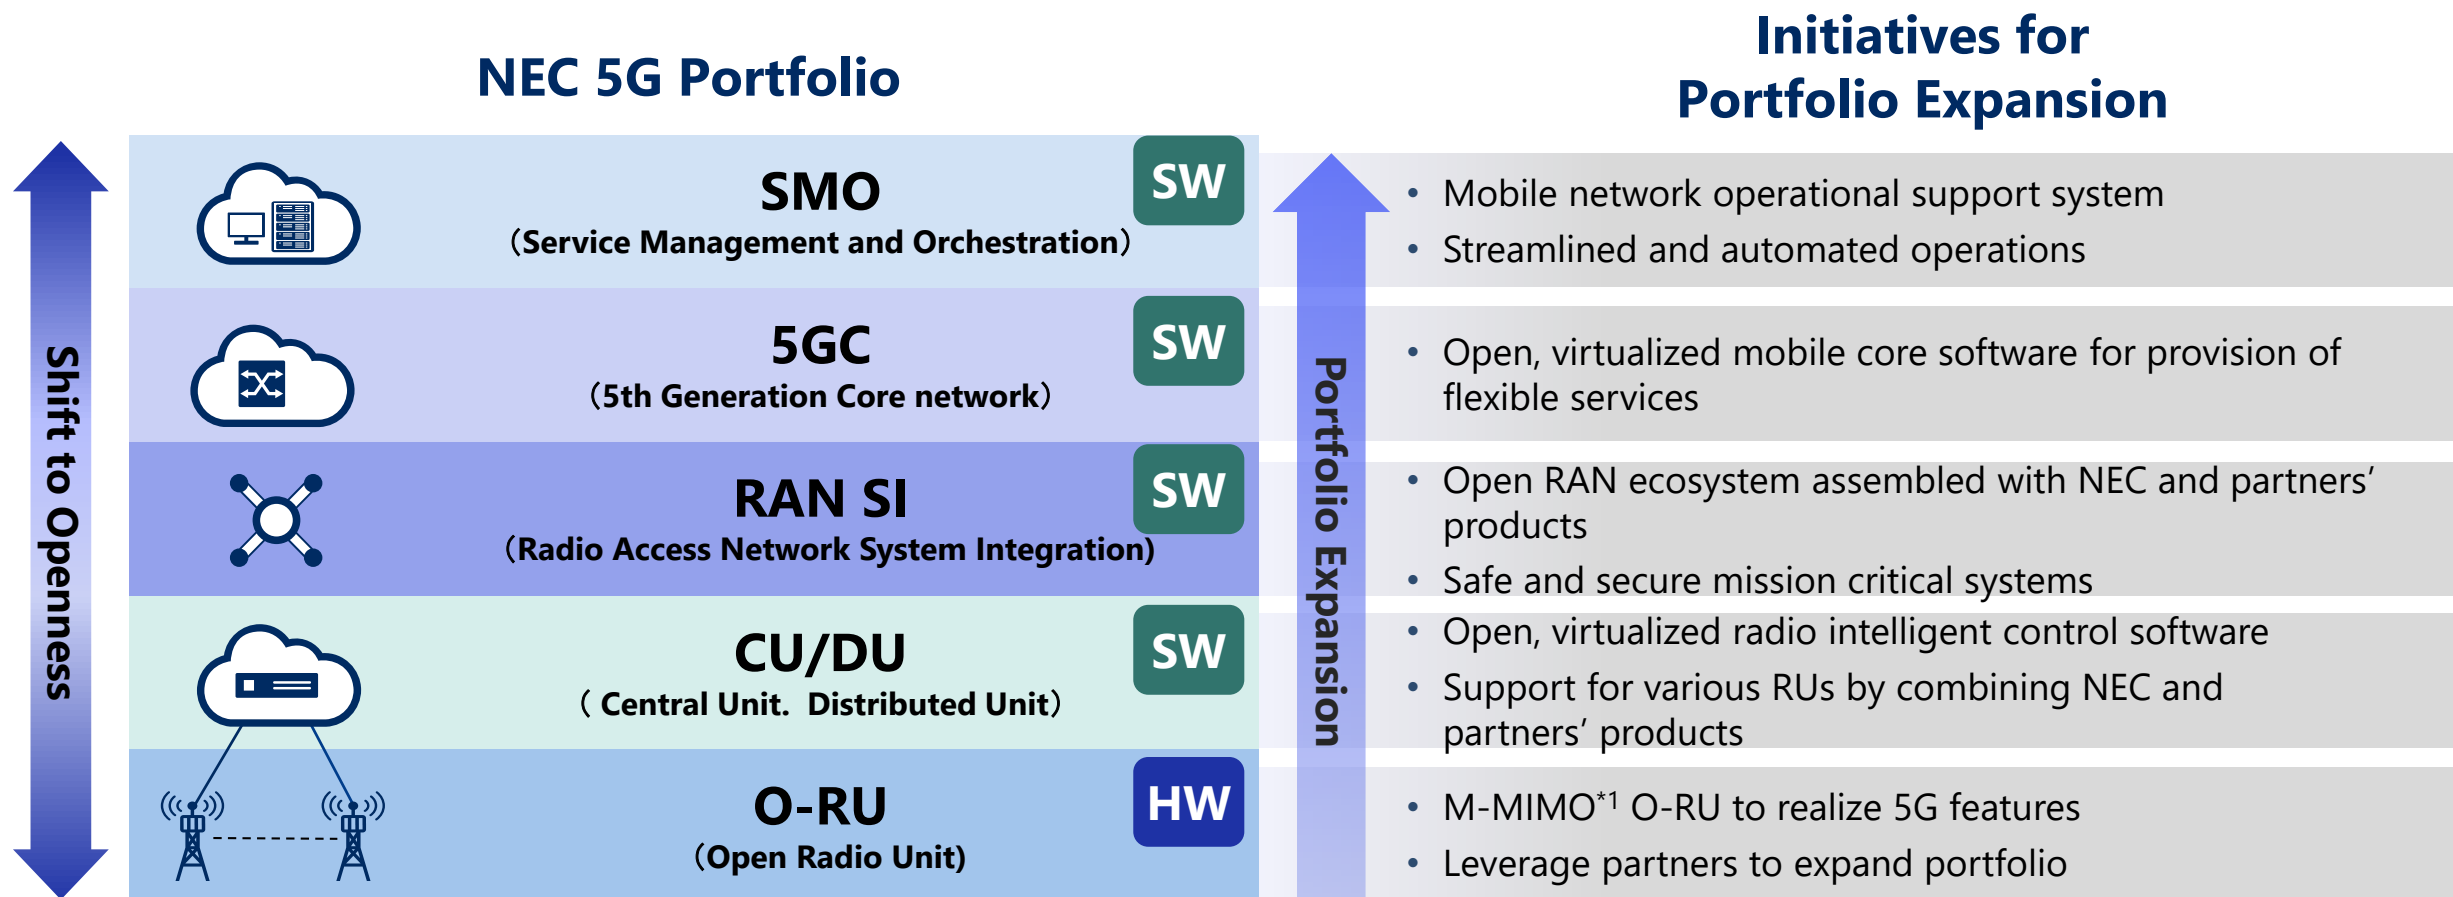 NEC 5G Portfolio
Initiatives for
Portfolio Expansion
Shift to Openness
SMO
（Service Management and Orchestration）
SW
5GC
（5th Generation Core network）
SW
RAN SI
（Radio Access Network System Integration)
SW
CU/DU
（ Central Unit.  Distributed Unit）
SW
O-RU
（Open Radio Unit)
HW
Portfolio Expansion
• Mobile network operational support system
• Streamlined and automated operations
• Open, virtualized mobile core software for provision of
flexible services
• Open RAN ecosystem assembled with NEC and partners’
products
• Safe and secure mission critical systems
• Open, virtualized radio intelligent control software
• Support for various RUs by combining NEC and
partners’ products
• M-MIMO*1 O-RU to realize 5G features
• Leverage partners to expand portfolio